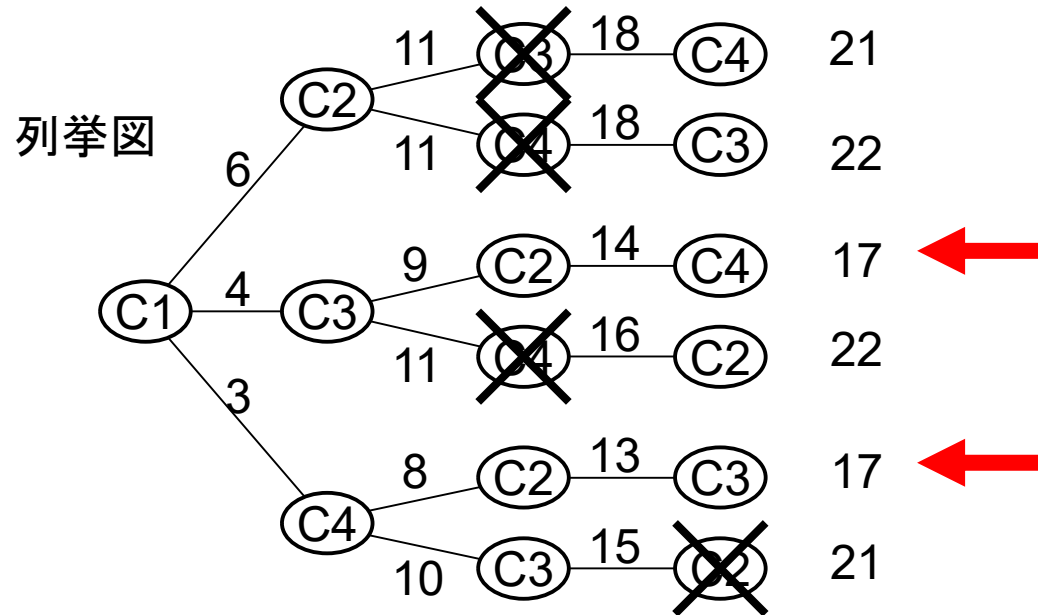 11 C3 18 C4 21
C2
列挙図
11 C4 18 C3 22
6
9 C2 14 C4 17
C1 4 C3
11 C4 16 C2 22
3
8 C2 13 C3 17
C4
10 C3 15 C2 21